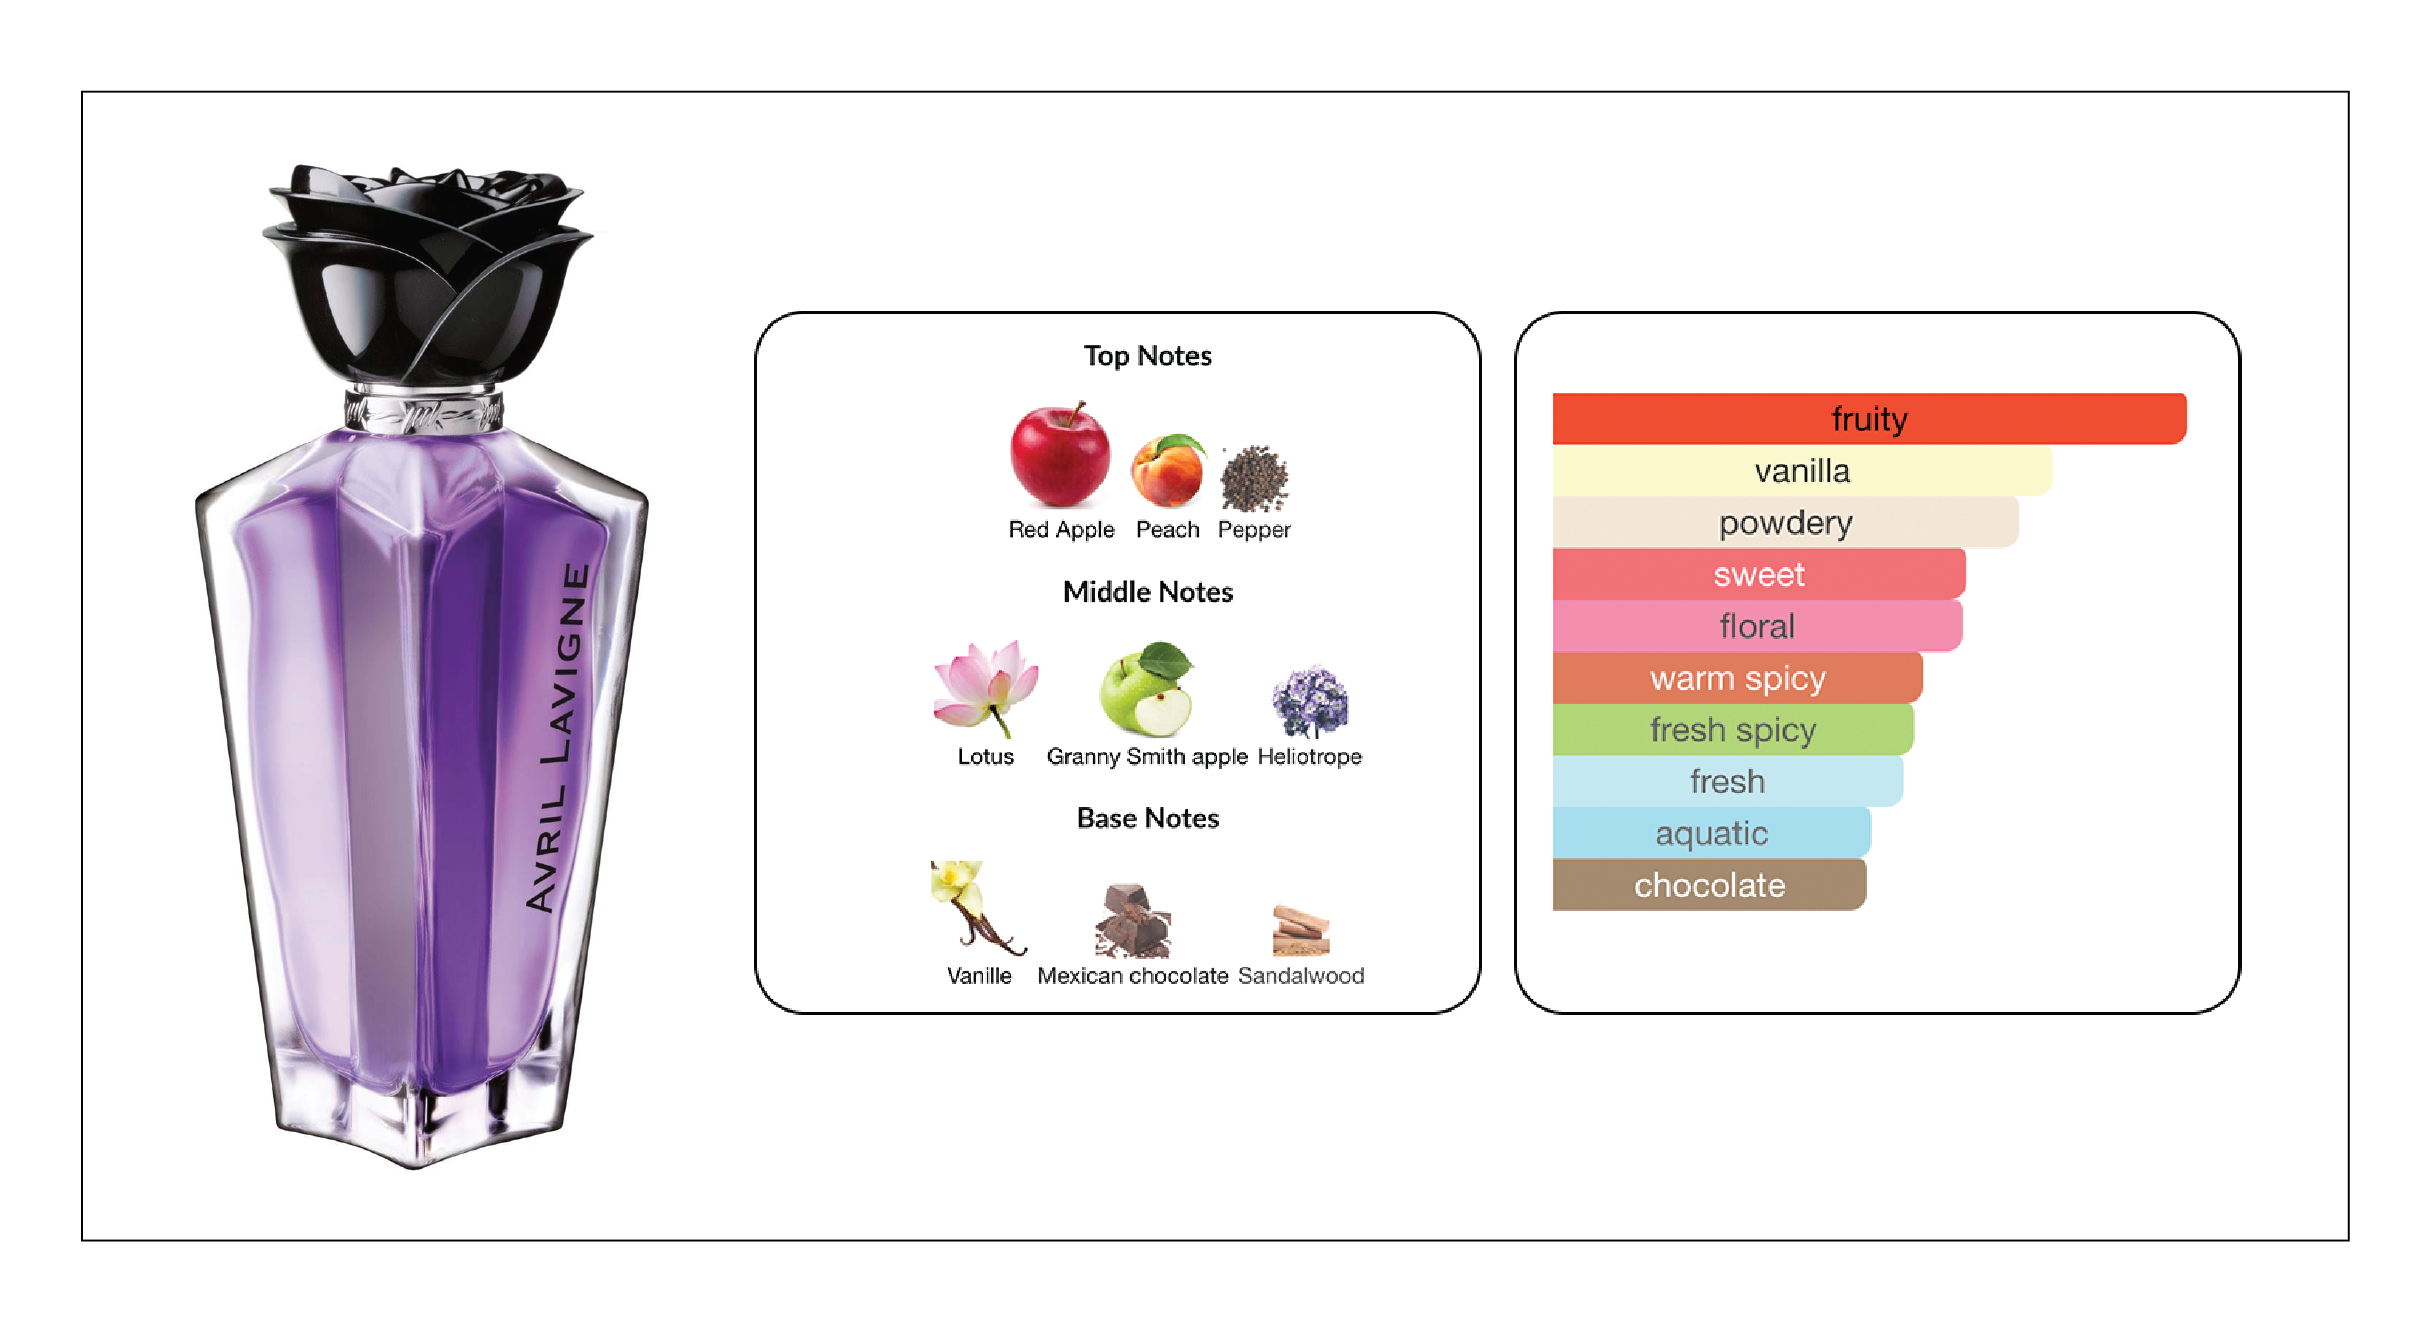 AVRIL LAVIGNE
Top Notes
Red Apple Peach Pepper
Middle Notes
Lotus Granny Smith apple Heliotrope
Base Notes
Vanille Mexican chocolate Sandalwood
fruity
vanilla
powdery
sweet
floral
warm spicy
fresh spicy
fresh
aquatic
chocolate